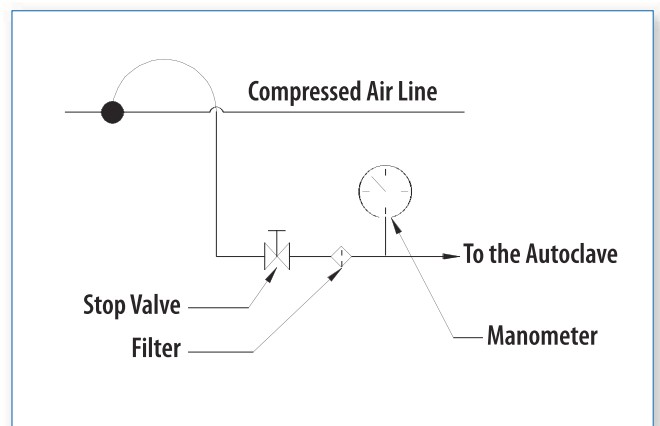 Compressed Air Line
To the Autoclave
Stop Valve
Filter
Manometer